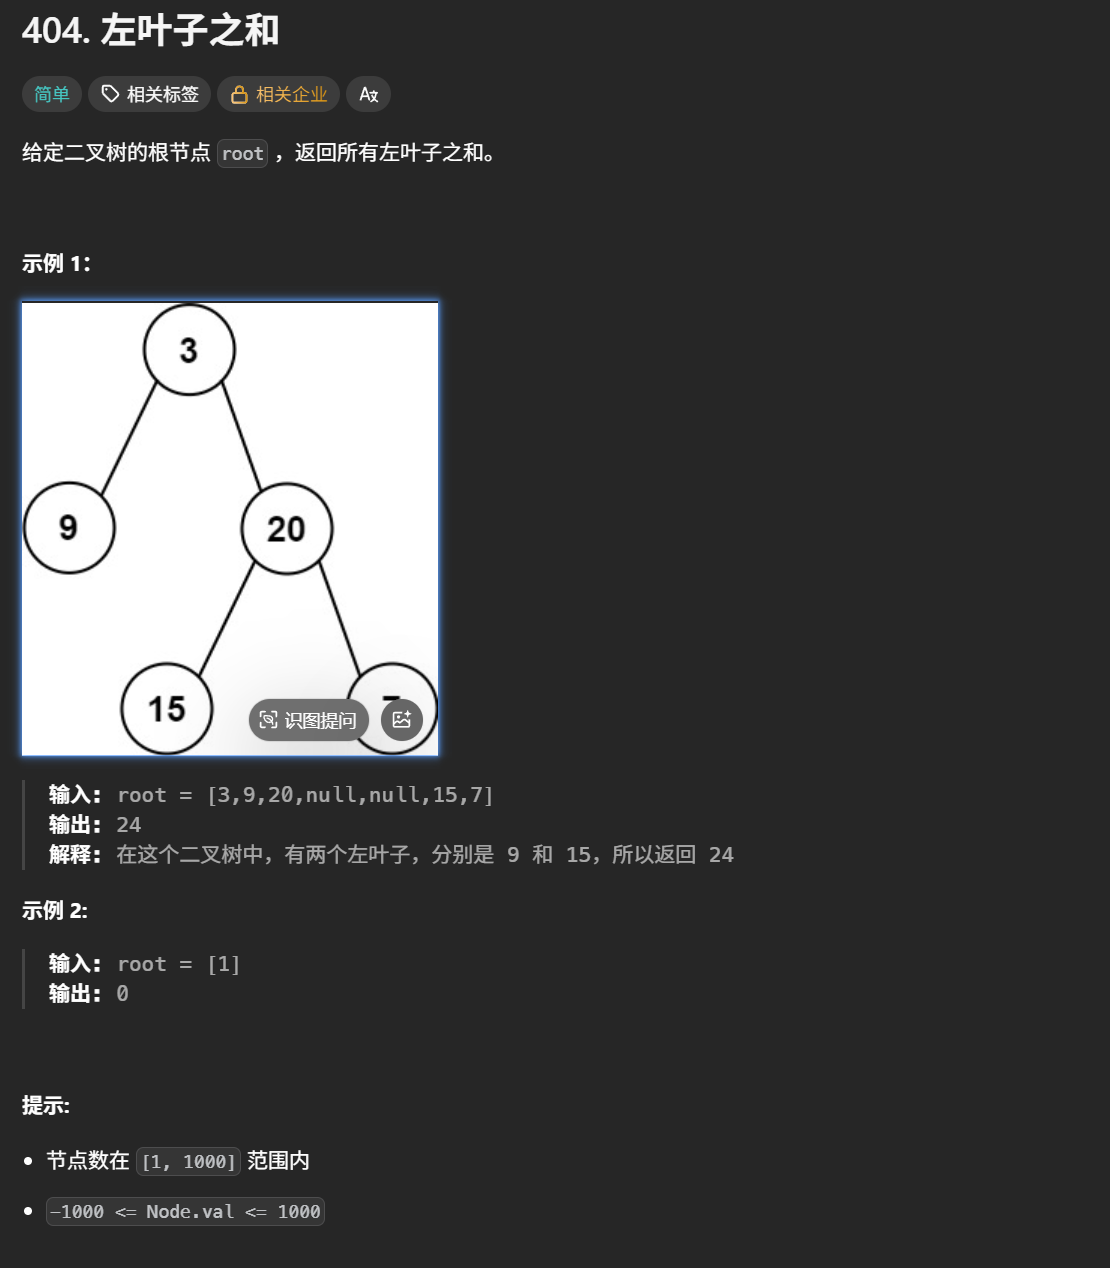 404. 左叶子之和
简单 相关标签 相关企业
给定二叉树的根节点 root ，返回所有左叶子之和。
示例 1：
3
9 20
15
识图提问
输入：root = [3,9,20,null,null,15,7]
输出：24
解释：在这个二叉树中，有两个左叶子，分别是 9 和 15，所以返回 24
示例 2:
输入：root = [1]
输出：0
提示:
节点数在 [1, 1000] 范围内
-1000 <= Node.val <= 1000